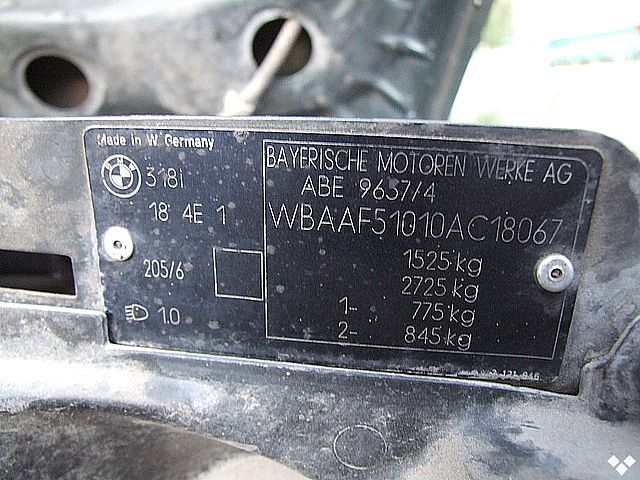 Made in W. Germany
318i
18 4E 1
205/6
1.0
BAYERISCHE MOTOREN WERKE AG
ABE 9637/4
WBAAF51010AC18067
1525 kg
2725 kg
1- 775 kg
2- 845 kg